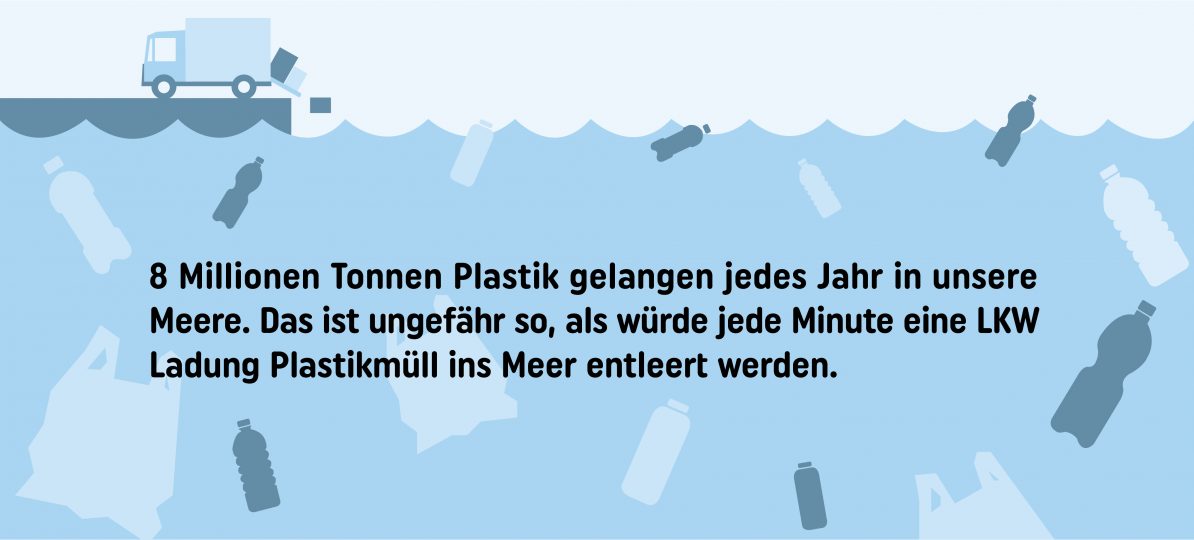 8 Millionen Tonnen Plastik gelangen jedes Jahr in unsere
Meere. Das ist ungefähr so, als würde jede Minute eine LKW
Ladung Plastikmüll ins Meer entleert werden.